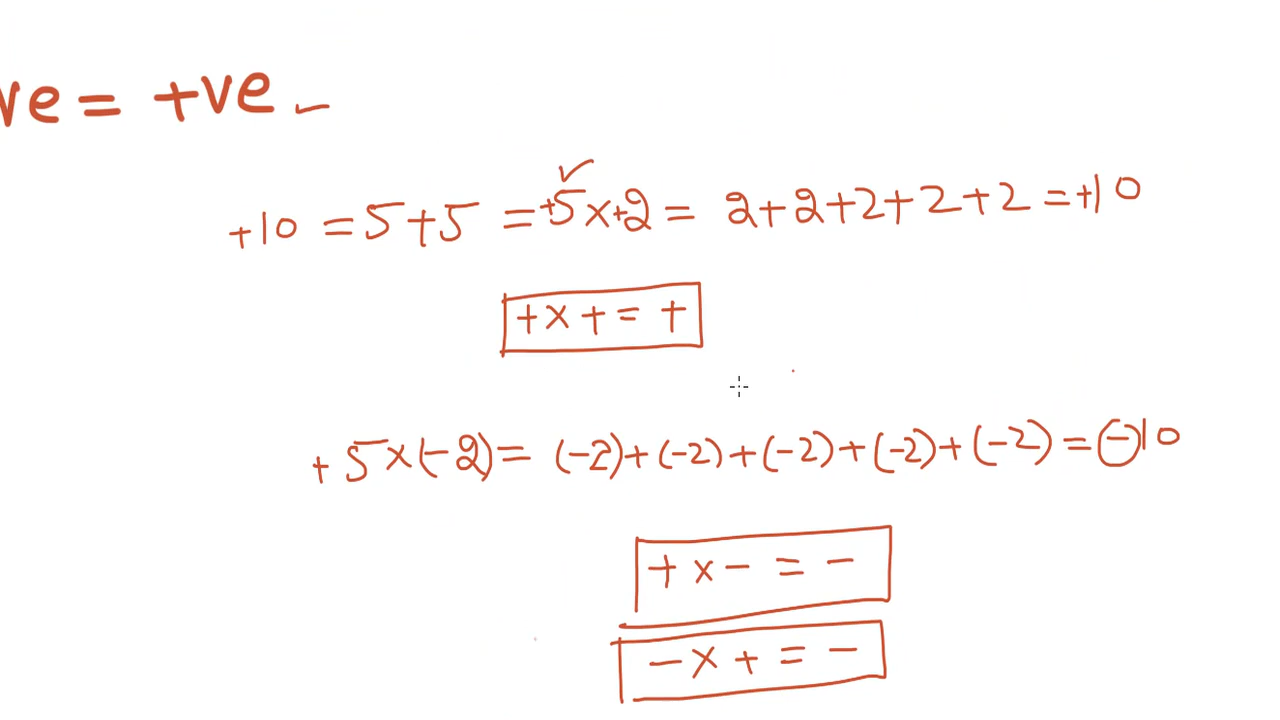 ve = +ve
+10 = 5+5 = +5x+2 = 2+2+2+2+2 = +10
+x+ = +
+5x(-2) = (-2)+(-2)+(-2)+(-2)+(-2) = -10
+x- = -
-x+ = -